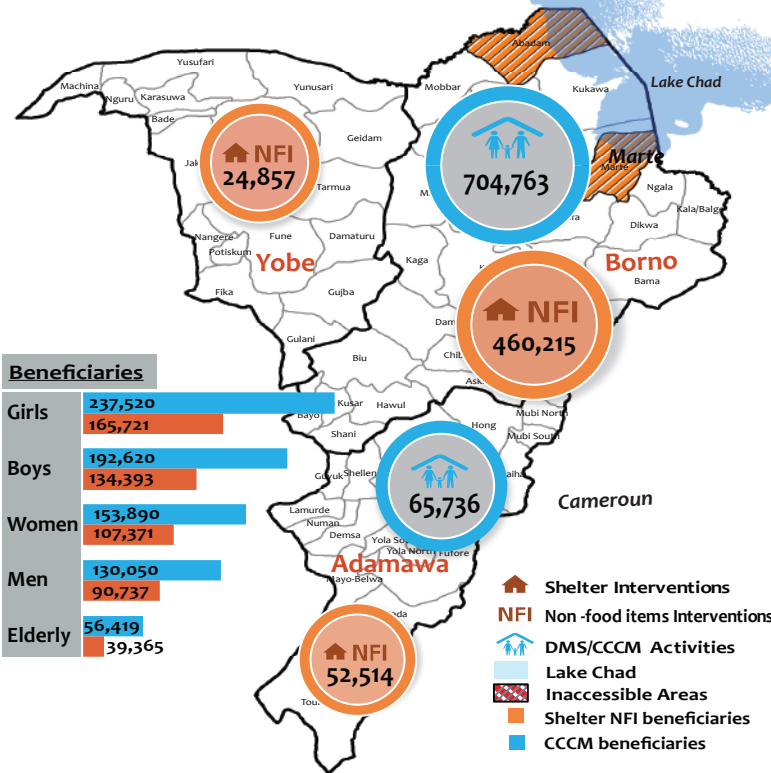 Abadam
Yusufari
Machina
Yunusari
Mobbar
Kukawa
Lake Chad
Nguru
Karasuwa
Bade
Geidam
NFI
24,857
704,763
Marte
Marte
Tarmua
Ngala
Kala/Balge
Dikwa
Nangere
Fune
Damaturu
Potiskum
Yobe
Kaga
Borno
Bama
Fika
Gujba
NFI
460,215
Gulani
Biu
Beneficiaries
Girls
237,520
165,721
Boys
192,620
134,393
Women
153,890
107,371
Men
130,050
90,737
Elderly
56,419
39,365
Kusar
Hawul
Bayo
Shani
Hong
Mubi North
Mubi South
Guyuk
Shellen
65,736
Cameroun
Lamurde
Numan
Demsa
Yola North
Fufore
Adamawa
Mayo-Belwa
NFI
52,514
Shelter Interventions
NFI Non -food items Interventions
DMS/CCCM Activities
Lake Chad
Inaccessible Areas
Shelter NFI beneficiaries
CCCM beneficiaries